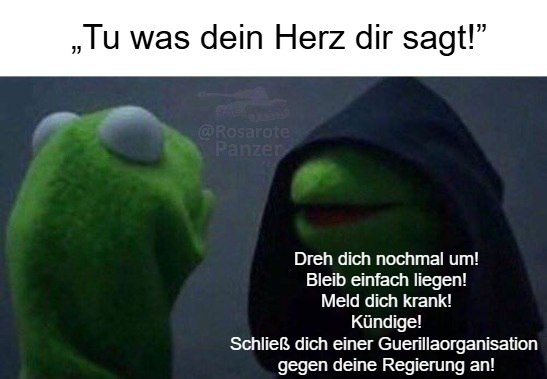 „Tu was dein Herz dir sagt!”
@Rosarote
Panzer
Dreh dich nochmal um!
Bleib einfach liegen!
Meld dich krank!
Kündige!
Schließ dich einer Guerillaorganisation
gegen deine Regierung an!